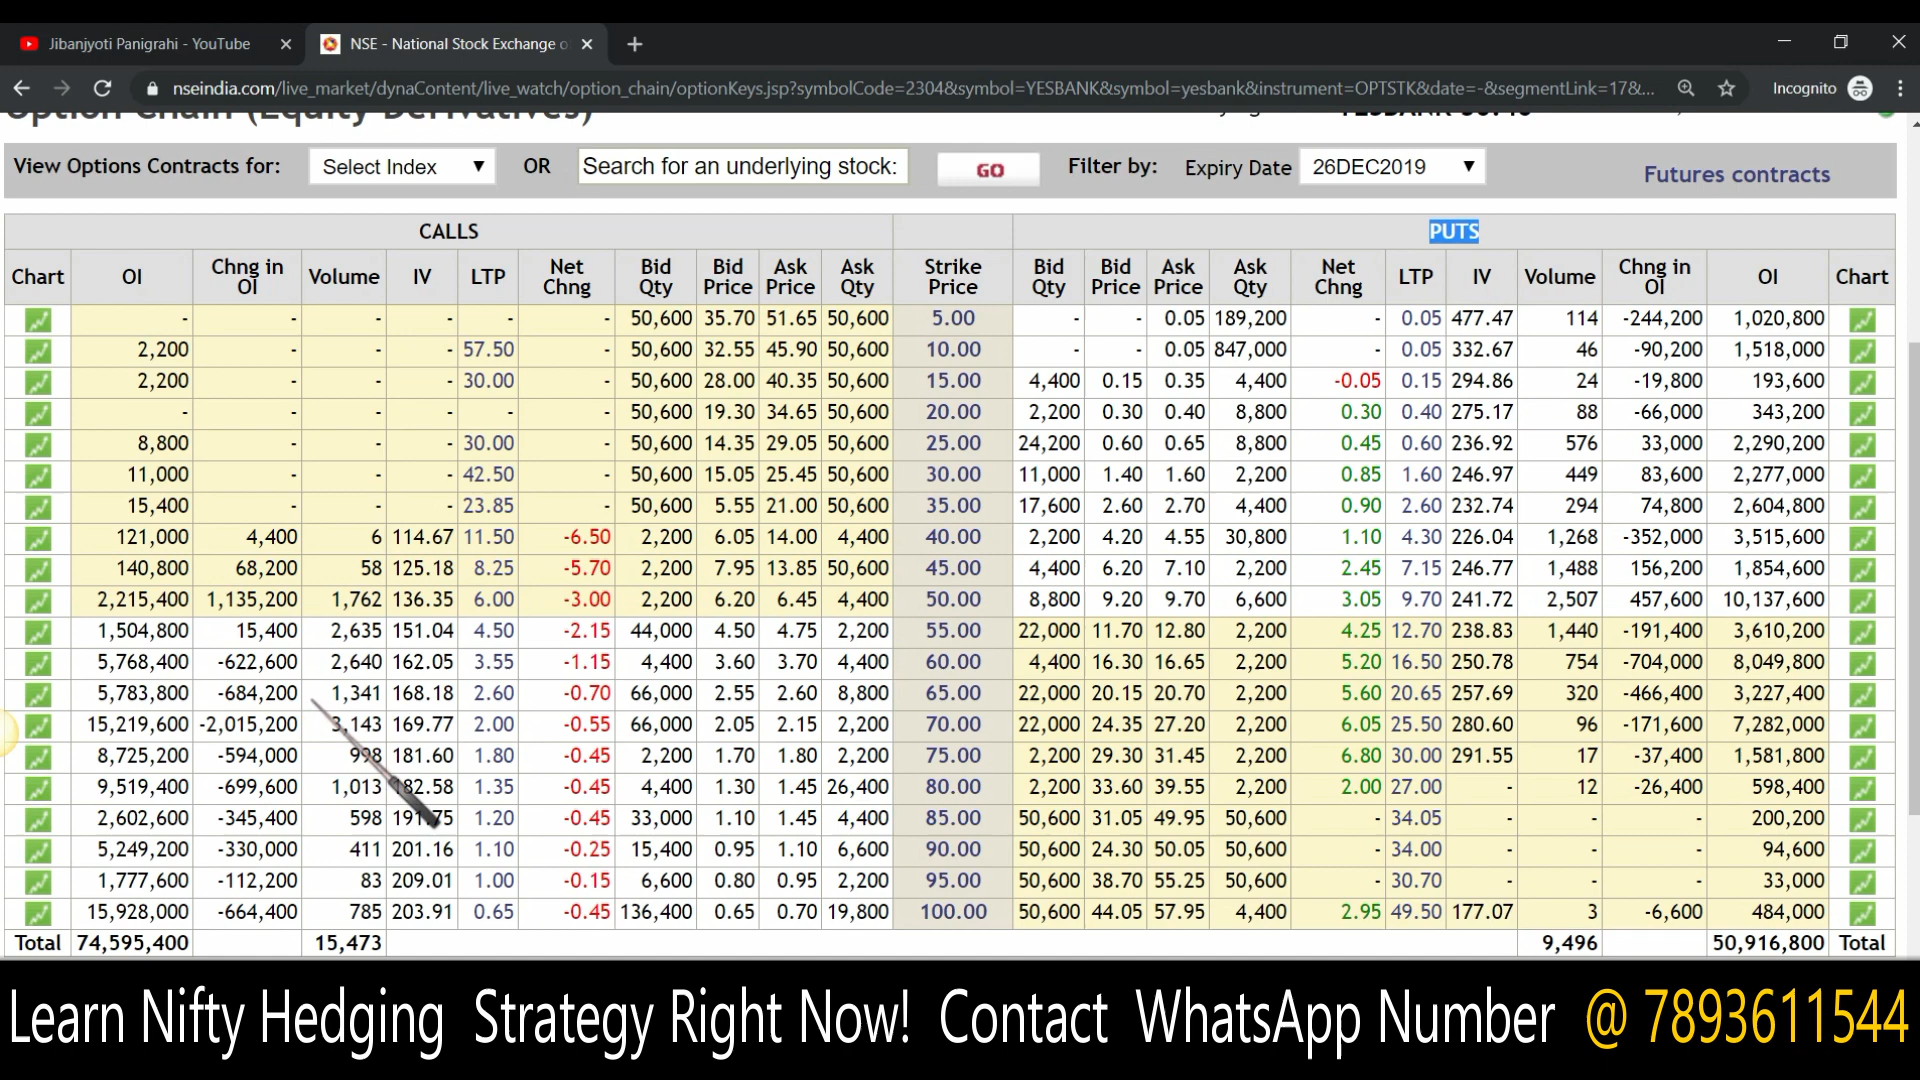 Jibanjyoti Panigrahi - YouTube
NSE - National Stock Exchange o
nseindia.com/live_market/dynaContent/live_watch/option_chain/optionKeys.jsp?symbolCode=2304&symbol=YESBANK&symbol=yesbank&instrument=OPTSTK&date=-&segmentLink=17&...
Incognito
Option Chain (Equity Derivatives)
View Options Contracts for: Select Index OR Search for an underlying stock: GO Filter by: Expiry Date 26DEC2019 Futures contracts
CALLS PUTS
Chart OI Chng in OI Volume IV LTP Net Chng Bid Qty Bid Price Ask Price Ask Qty Strike Price Bid Qty Bid Price Ask Price Ask Qty Net Chng LTP IV Volume Chng in OI OI Chart
- - - - - - 50,600 35.70 51.65 50,600 5.00 - - 0.05 189,200 - 0.05 477.47 114 -244,200 1,020,800
2,200 - - - 57.50 - 50,600 32.55 45.90 50,600 10.00 - - 0.05 847,000 - 0.05 332.67 46 -90,200 1,518,000
2,200 - - - 30.00 - 50,600 28.00 40.35 50,600 15.00 4,400 0.15 0.35 4,400 -0.05 0.15 294.86 24 -19,800 193,600
- - - - - - 50,600 19.30 34.65 50,600 20.00 2,200 0.30 0.40 8,800 0.30 0.40 275.17 88 -66,000 343,200
8,800 - - - 30.00 - 50,600 14.35 29.05 50,600 25.00 24,200 0.60 0.65 8,800 0.45 0.60 236.92 576 33,000 2,290,200
11,000 - - - 42.50 - 50,600 15.05 25.45 50,600 30.00 11,000 1.40 1.60 2,200 0.85 1.60 246.97 449 83,600 2,277,000
15,400 - - - 23.85 - 50,600 5.55 21.00 50,600 35.00 17,600 2.60 2.70 4,400 0.90 2.60 232.74 294 74,800 2,604,800
121,000 4,400 6 114.67 11.50 -6.50 2,200 6.05 14.00 4,400 40.00 2,200 4.20 4.55 30,800 1.10 4.30 226.04 1,268 -352,000 3,515,600
140,800 68,200 58 125.18 8.25 -5.70 2,200 7.95 13.85 50,600 45.00 4,400 6.20 7.10 2,200 2.45 7.15 246.77 1,488 156,200 1,854,600
2,215,400 1,135,200 1,762 136.35 6.00 -3.00 2,200 6.20 6.45 4,400 50.00 8,800 9.20 9.70 6,600 3.05 9.70 241.72 2,507 457,600 10,137,600
1,504,800 15,400 2,635 151.04 4.50 -2.15 44,000 4.50 4.75 2,200 55.00 22,000 11.70 12.80 2,200 4.25 12.70 238.83 1,440 -191,400 3,610,200
5,768,400 -622,600 2,640 162.05 3.55 -1.15 4,400 3.60 3.70 4,400 60.00 4,400 16.30 16.65 2,200 5.20 16.50 250.78 754 -704,000 8,049,800
5,783,800 -684,200 1,341 168.18 2.60 -0.70 66,000 2.55 2.60 8,800 65.00 22,000 20.15 20.70 2,200 5.60 20.65 257.69 320 -466,400 3,227,400
15,219,600 -2,015,200 3,143 169.77 2.00 -0.55 66,000 2.05 2.15 2,200 70.00 22,000 24.35 27.20 2,200 6.05 25.50 280.60 96 -171,600 7,282,000
8,725,200 -594,000 998 181.60 1.80 -0.45 2,200 1.70 1.80 2,200 75.00 2,200 29.30 31.45 2,200 6.80 30.00 291.55 17 -37,400 1,581,800
9,519,400 -699,600 1,013 182.58 1.35 -0.45 4,400 1.30 1.45 26,400 80.00 2,200 33.60 39.55 2,200 2.00 27.00 - 12 -26,400 598,400
2,602,600 -345,400 598 191.75 1.20 -0.45 33,000 1.10 1.45 4,400 85.00 50,600 31.05 49.95 50,600 - 34.05 - - - 200,200
5,249,200 -330,000 411 201.16 1.10 -0.25 15,400 0.95 1.10 6,600 90.00 50,600 24.30 50.05 50,600 - 34.00 - - - 94,600
1,777,600 -112,200 83 209.01 1.00 -0.15 6,600 0.80 0.95 2,200 95.00 50,600 38.70 55.25 50,600 - 30.70 - - - 33,000
15,928,000 -664,400 785 203.91 0.65 -0.45 136,400 0.65 0.70 19,800 100.00 50,600 44.05 57.95 4,400 2.95 49.50 177.07 3 -6,600 484,000
Total 74,595,400 15,473 9,496 50,916,800 Total
Learn Nifty Hedging Strategy Right Now! Contact WhatsApp Number @ 7893611544